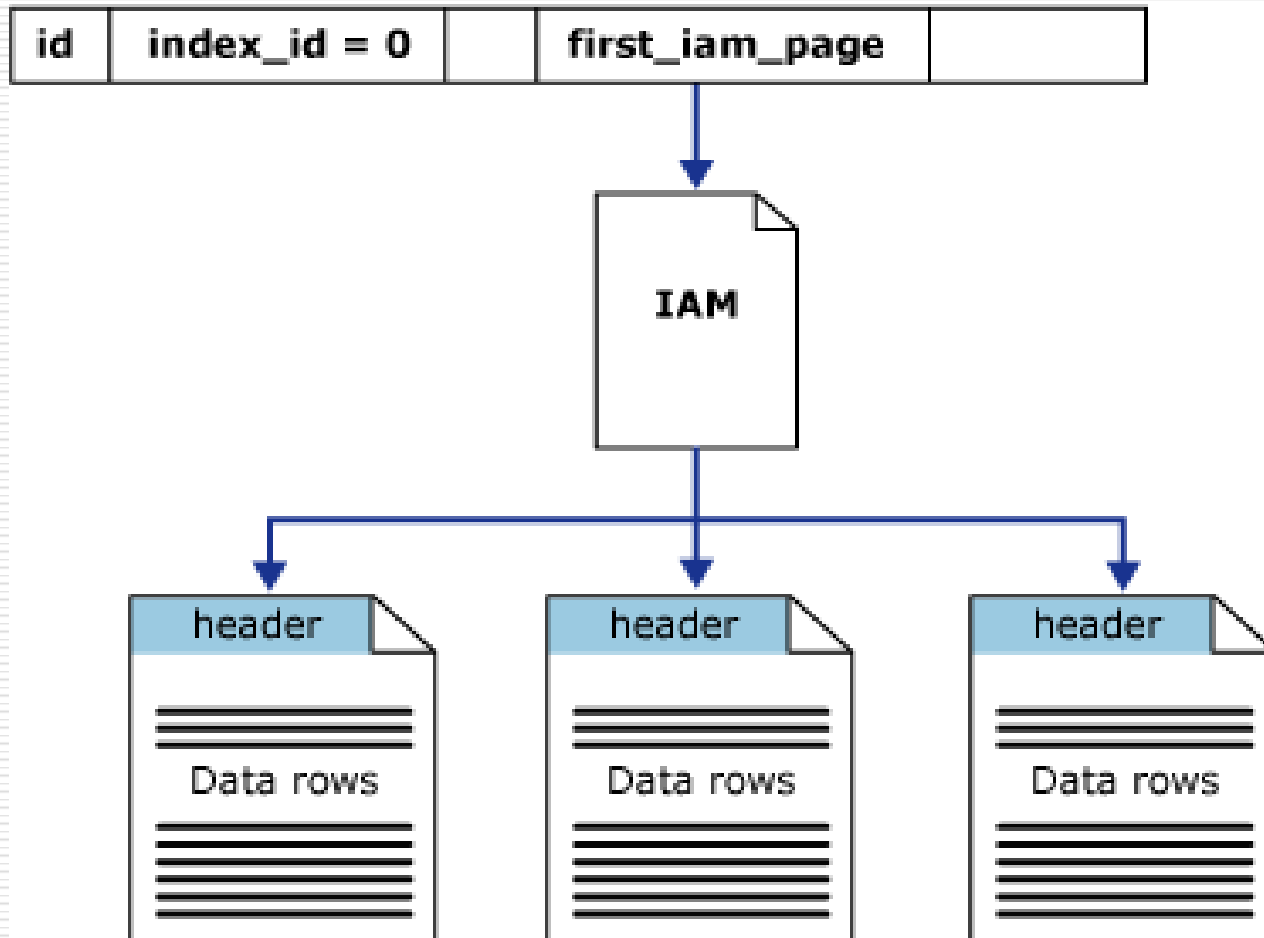 id index_id = 0 first_iam_page
IAM
header header header
Data rows Data rows Data rows